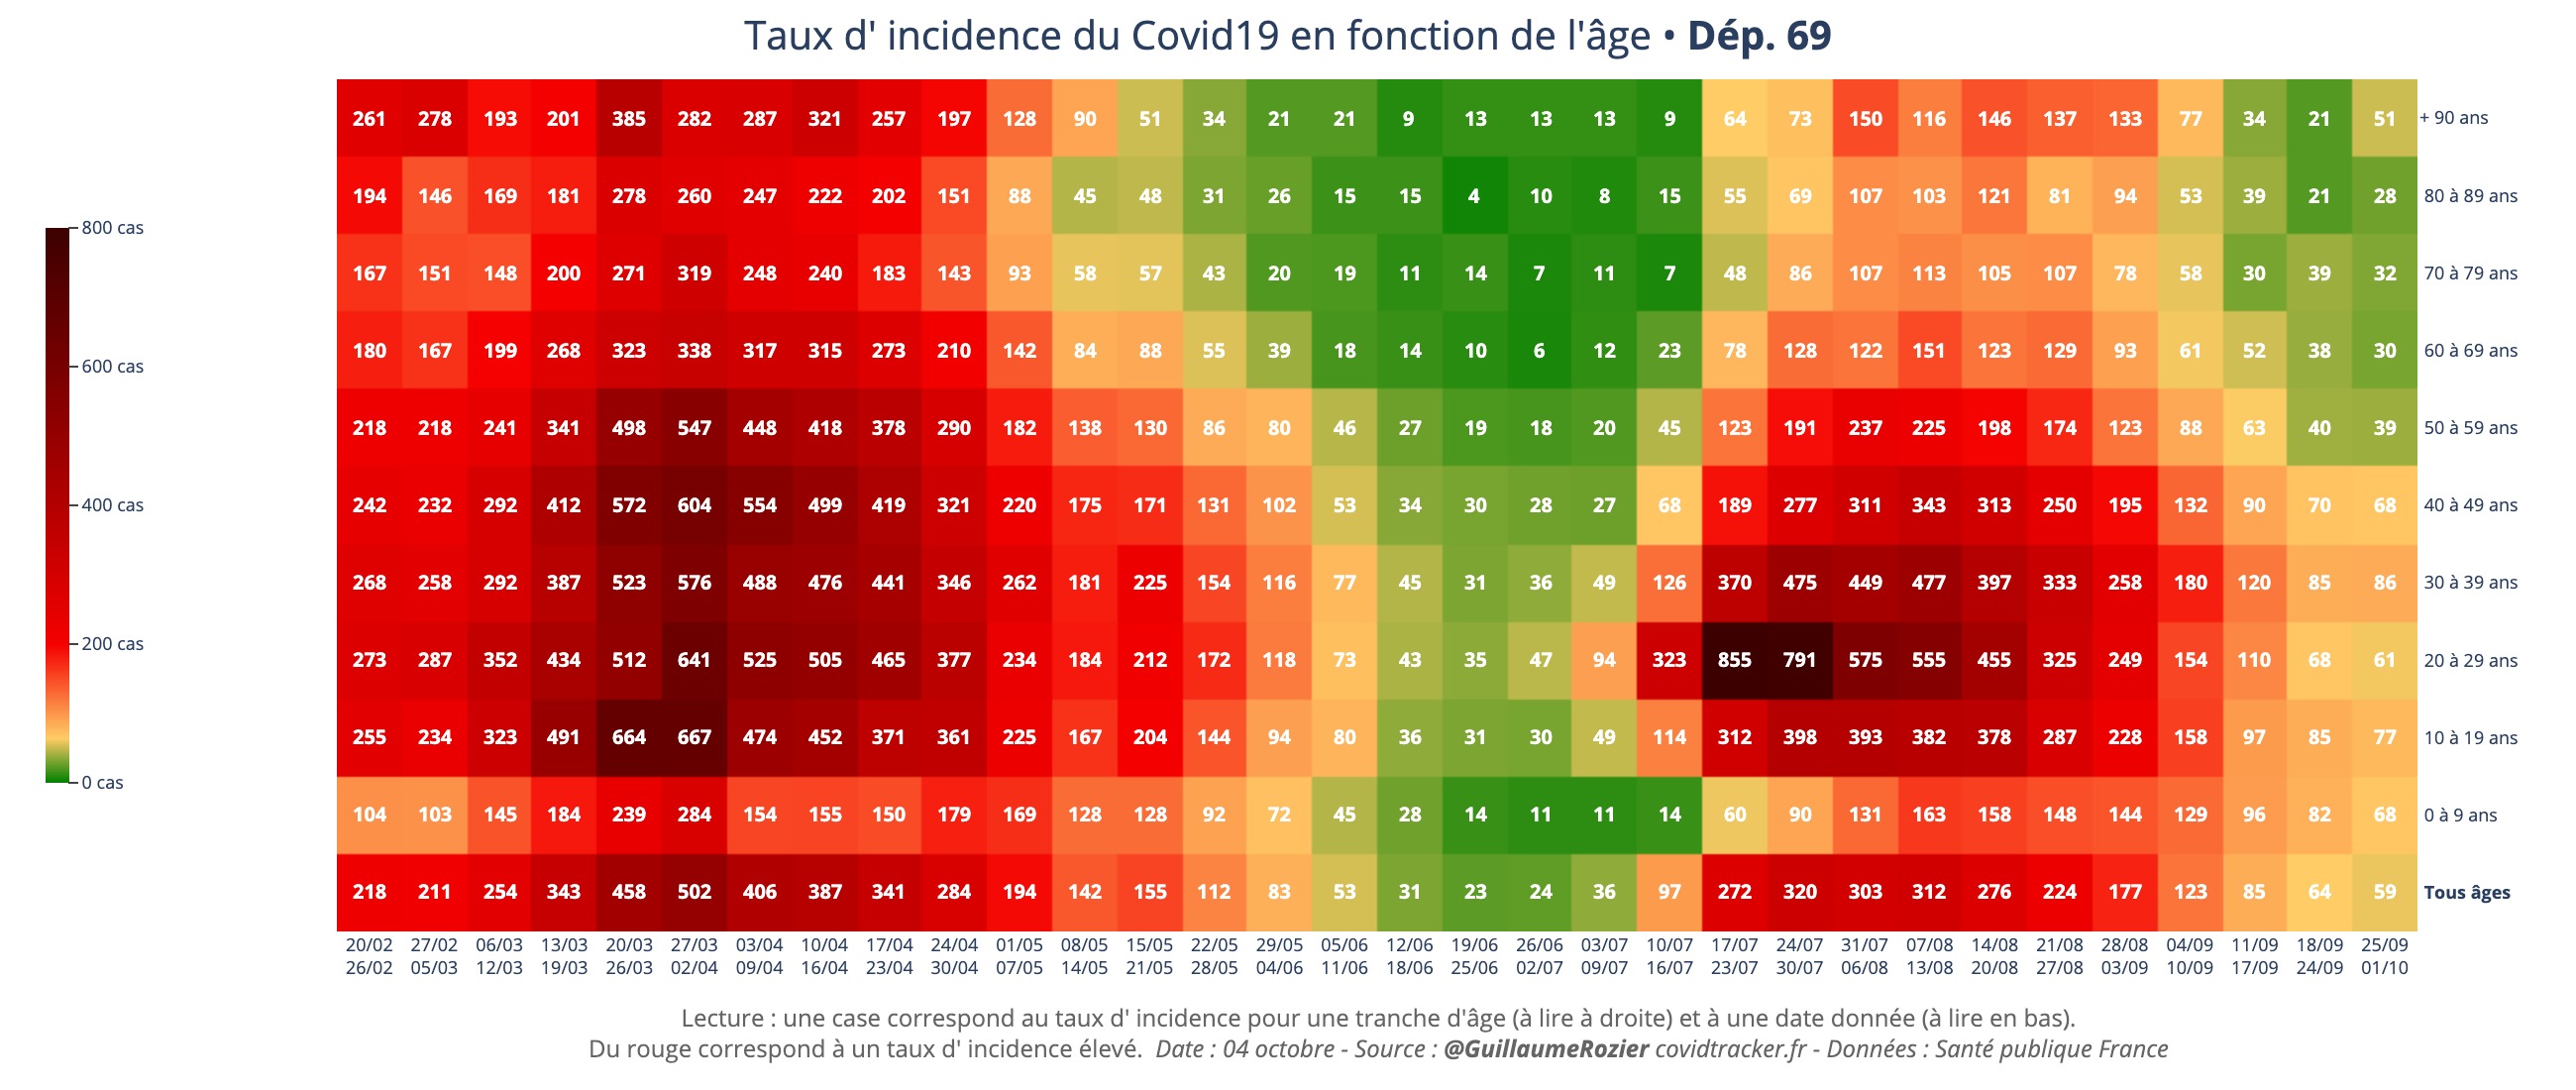 Taux d' incidence du Covid19 en fonction de l'âge • Dép. 69
800 cas
600 cas
400 cas
200 cas
0 cas
261 278 193 201 385 282 287 321 257 197 128 90 51 34 21 21 9 13 13 13 9 64 73 150 116 146 137 133 77 34 21 51 + 90 ans
194 146 169 181 278 260 247 222 202 151 88 45 48 31 26 15 15 4 10 8 15 55 69 107 103 121 81 94 53 39 21 28 80 à 89 ans
167 151 148 200 271 319 248 240 183 143 93 58 57 43 20 19 11 14 7 11 7 48 86 107 113 105 107 78 58 30 39 32 70 à 79 ans
180 167 199 268 323 338 317 315 273 210 142 84 88 55 39 18 14 10 6 12 23 78 128 122 151 123 129 93 61 52 38 30 60 à 69 ans
218 218 241 341 498 547 448 418 378 290 182 138 130 86 80 46 27 19 18 20 45 123 191 237 225 198 174 123 88 63 40 39 50 à 59 ans
242 232 292 412 572 604 554 499 419 321 220 175 171 131 102 53 34 30 28 27 68 189 277 311 343 313 250 195 132 90 70 68 40 à 49 ans
268 258 292 387 523 576 488 476 441 346 262 181 225 154 116 77 45 31 36 49 126 370 475 449 477 397 333 258 180 120 85 86 30 à 39 ans
273 287 352 434 512 641 525 505 465 377 234 184 212 172 118 73 43 35 47 94 323 855 791 575 555 455 325 249 154 110 68 61 20 à 29 ans
255 234 323 491 664 667 474 452 371 361 225 167 204 144 94 80 36 31 30 49 114 312 398 393 382 378 287 228 158 97 85 77 10 à 19 ans
104 103 145 184 239 284 154 155 150 179 169 128 128 92 72 45 28 14 11 11 14 60 90 131 163 158 148 144 129 96 82 68 0 à 9 ans
218 211 254 343 458 502 406 387 341 284 194 142 155 112 83 53 31 23 24 36 97 272 320 303 312 276 224 177 123 85 64 59 Tous âges
20/02 27/02 06/03 13/03 20/03 27/03 03/04 10/04 17/04 24/04 01/05 08/05 15/05 22/05 29/05 05/06 12/06 19/06 26/06 03/07 10/07 17/07 24/07 31/07 07/08 14/08 21/08 28/08 04/09 11/09 18/09 25/09
26/02 05/03 12/03 19/03 26/03 02/04 09/04 16/04 23/04 30/04 07/05 14/05 21/05 28/05 04/06 11/06 18/06 25/06 02/07 09/07 16/07 23/07 30/07 06/08 13/08 20/08 27/08 03/09 10/09 17/09 24/09 01/10
Lecture : une case correspond au taux d' incidence pour une tranche d'âge (à lire à droite) et à une date donnée (à lire en bas).
Du rouge correspond à un taux d' incidence élevé. Date : 04 octobre - Source : @GuillaumeRozier covidtracker.fr - Données : Santé publique France